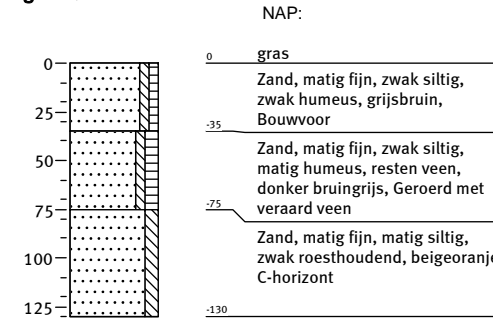 NAP:
0
gras
Zand, matig fijn, zwak siltig,
zwak humeus, grijsbruin,
Bouwvoor
-35
Zand, matig fijn, zwak siltig,
matig humeus, resten veen,
donker bruingrijs, Geroerd met
veraard veen
-75
Zand, matig fijn, matig siltig,
zwak roesthoudend, beigeoranje
C-horizont
-130
0
25
50
75
100
125